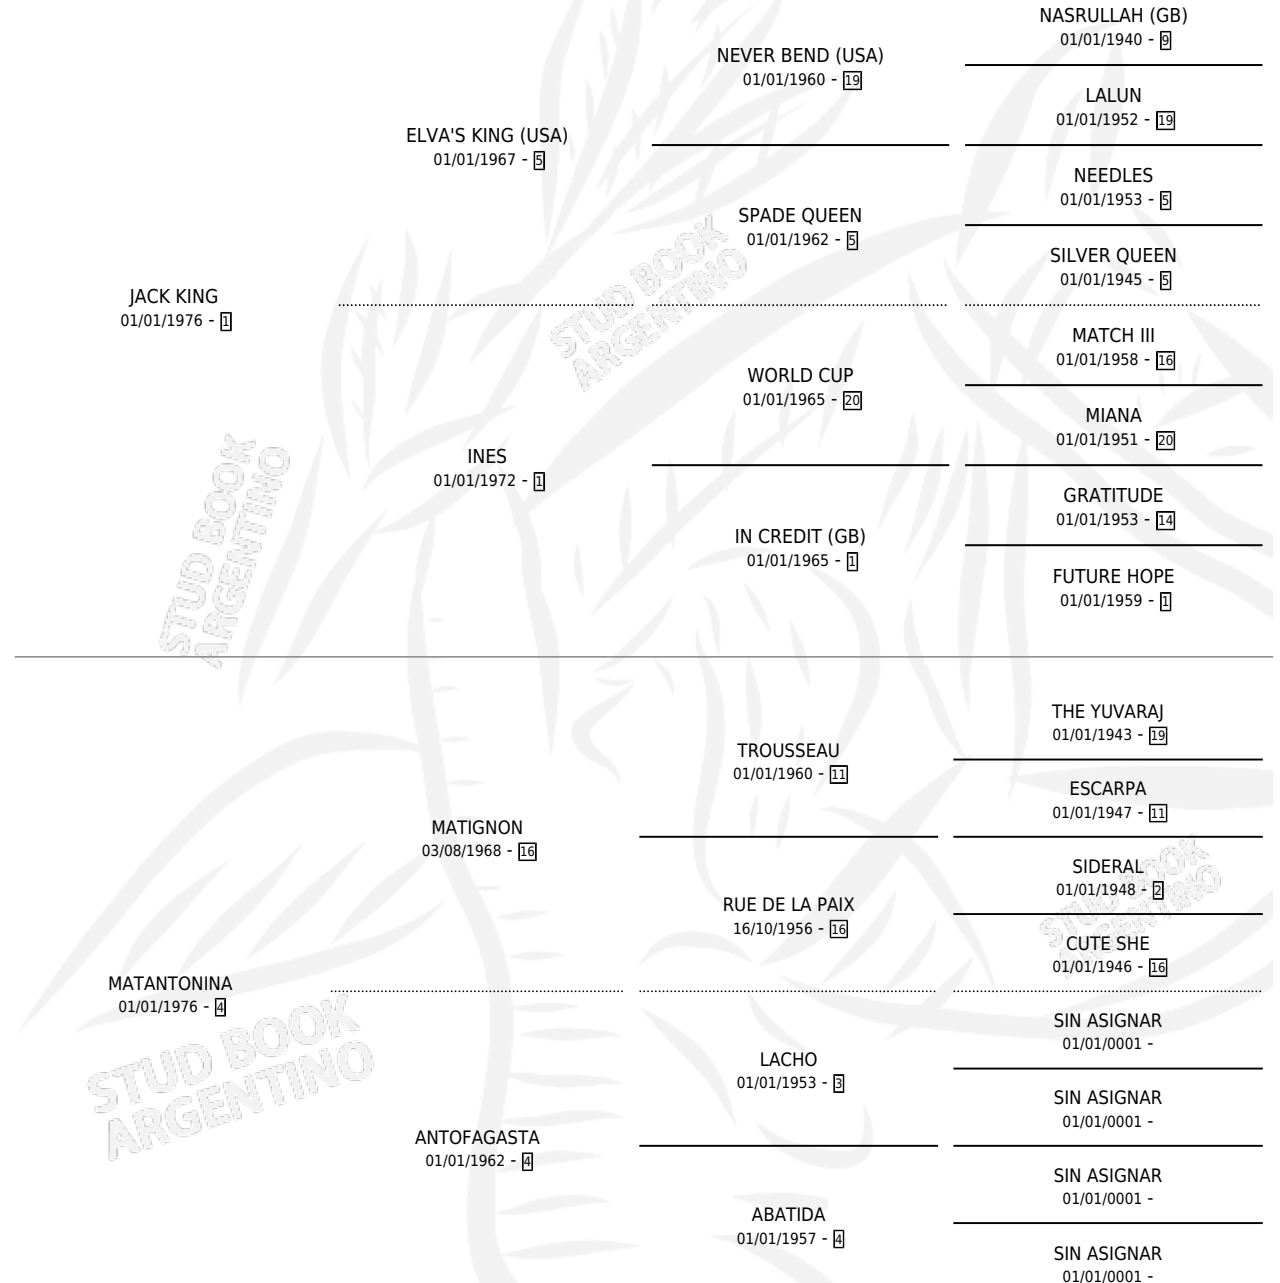 NASRULLAH (GB)
01/01/1940 - 9
NEVER BEND (USA)
01/01/1960 - 19
LALUN
01/01/1952 - 19
ELVA'S KING (USA)
01/01/1967 - 5
NEEDLES
01/01/1953 - 5
SPADE QUEEN
01/01/1962 - 5
SILVER QUEEN
01/01/1945 - 5
JACK KING
01/01/1976 - 1
MATCH III
01/01/1958 - 16
WORLD CUP
01/01/1965 - 20
MIANA
01/01/1951 - 20
INES
01/01/1972 - 1
GRATITUDE
01/01/1953 - 14
IN CREDIT (GB)
01/01/1965 - 1
FUTURE HOPE
01/01/1959 - 1
THE YUVARAJ
01/01/1943 - 19
TROUSSEAU
01/01/1960 - 11
ESCARPA
01/01/1947 - 11
MATIGNON
03/08/1968 - 16
SIDERAL
01/01/1948 - 2
RUE DE LA PAIX
16/10/1956 - 16
CUTE SHE
01/01/1946 - 16
MATANTONINA
01/01/1976 - 4
SIN ASIGNAR
01/01/0001 -
LACHO
01/01/1953 - 3
SIN ASIGNAR
01/01/0001 -
ANTOFAGASTA
01/01/1962 - 4
SIN ASIGNAR
01/01/0001 -
ABATIDA
01/01/1957 - 4
SIN ASIGNAR
01/01/0001 -
STUD BOOK
ARGENTINO
STUD BOOK
ARGENTINO
STUD BOOK
ARGENTINO
STUD BOOK
ARGENTINO